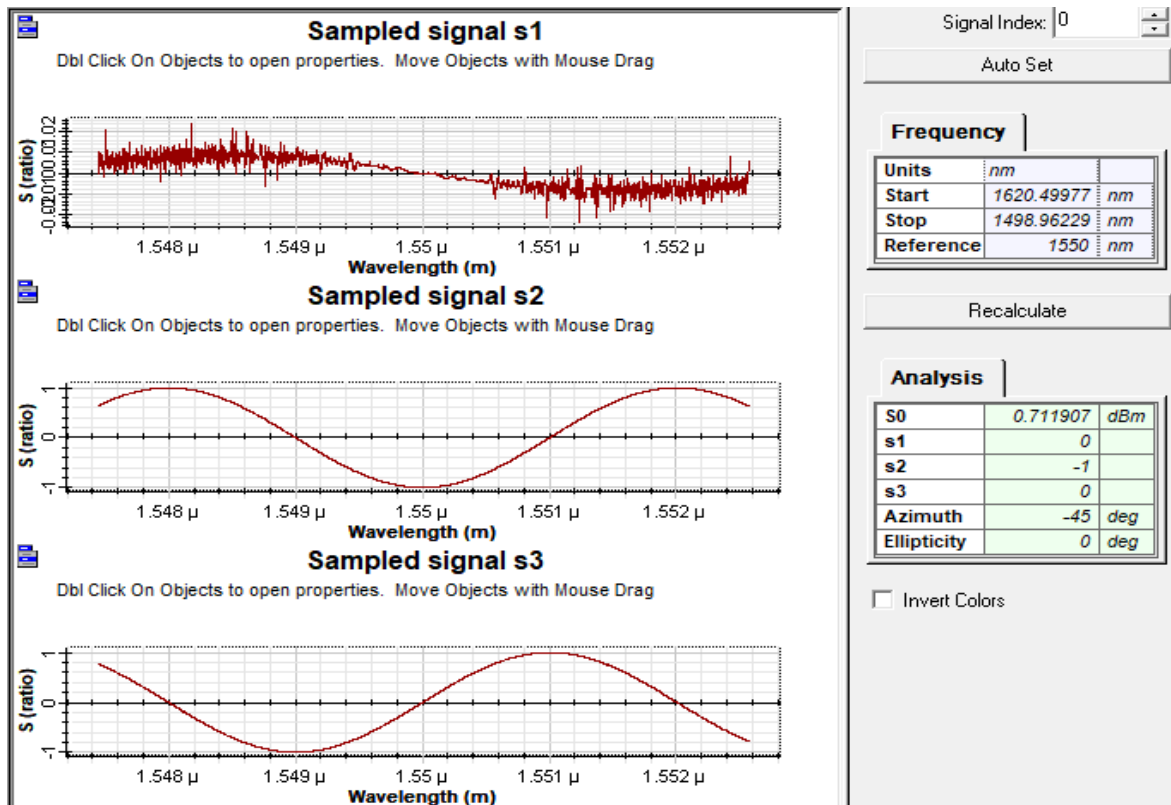 Sampled signal s1
Dbl Click On Objects to open properties. Move Objects with Mouse Drag
S (ratio)
1.548 µ 1.549 µ 1.55 µ 1.551 µ 1.552 µ
Wavelength (m)
Sampled signal s2
Dbl Click On Objects to open properties. Move Objects with Mouse Drag
S (ratio)
1
0
-1
1.548 µ 1.549 µ 1.55 µ 1.551 µ 1.552 µ
Wavelength (m)
Sampled signal s3
Dbl Click On Objects to open properties. Move Objects with Mouse Drag
S (ratio)
1
0
-1
1.548 µ 1.549 µ 1.55 µ 1.551 µ 1.552 µ
Wavelength (m)
Signal Index: 0
Auto Set
Frequency
Units nm
Start 1620.49977 nm
Stop 1498.96229 nm
Reference 1550 nm
Recalculate
Analysis
S0 0.711907 dBm
s1 0
s2 -1
s3 0
Azimuth -45 deg
Ellipticity 0 deg
Invert Colors